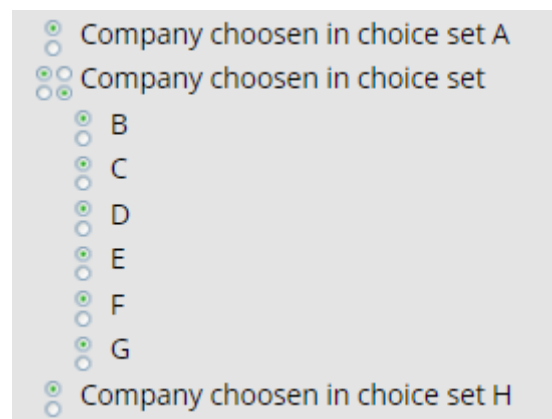 Company choosen in choice set A
Company choosen in choice set
B
C
D
E
F
G
Company choosen in choice set H